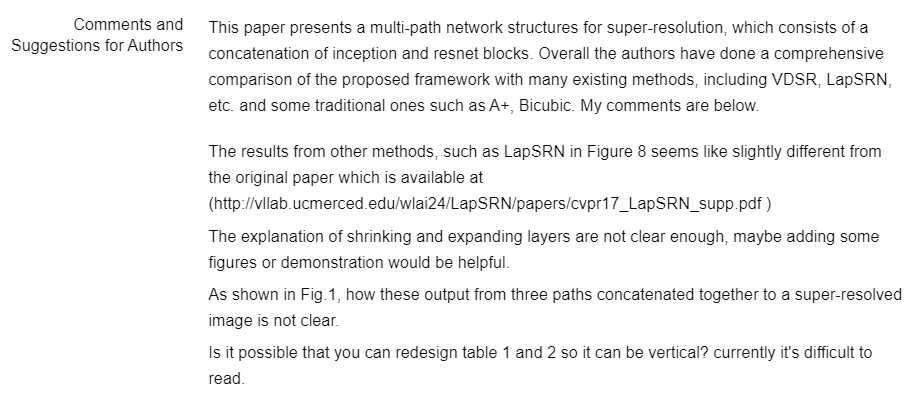 Comments and
Suggestions for Authors
This paper presents a multi-path network structures for super-resolution, which consists of a
concatenation of inception and resnet blocks. Overall the authors have done a comprehensive
comparison of the proposed framework with many existing methods, including VDSR, LapSRN,
etc. and some traditional ones such as A+, Bicubic. My comments are below.
The results from other methods, such as LapSRN in Figure 8 seems like slightly different from
the original paper which is available at
(http://vllab.ucmerced.edu/wlai24/LapSRN/papers/cvpr17_LapSRN_supp.pdf )
The explanation of shrinking and expanding layers are not clear enough, maybe adding some
figures or demonstration would be helpful.
As shown in Fig.1, how these output from three paths concatenated together to a super-resolved
image is not clear.
Is it possible that you can redesign table 1 and 2 so it can be vertical? currently it's difficult to
read.